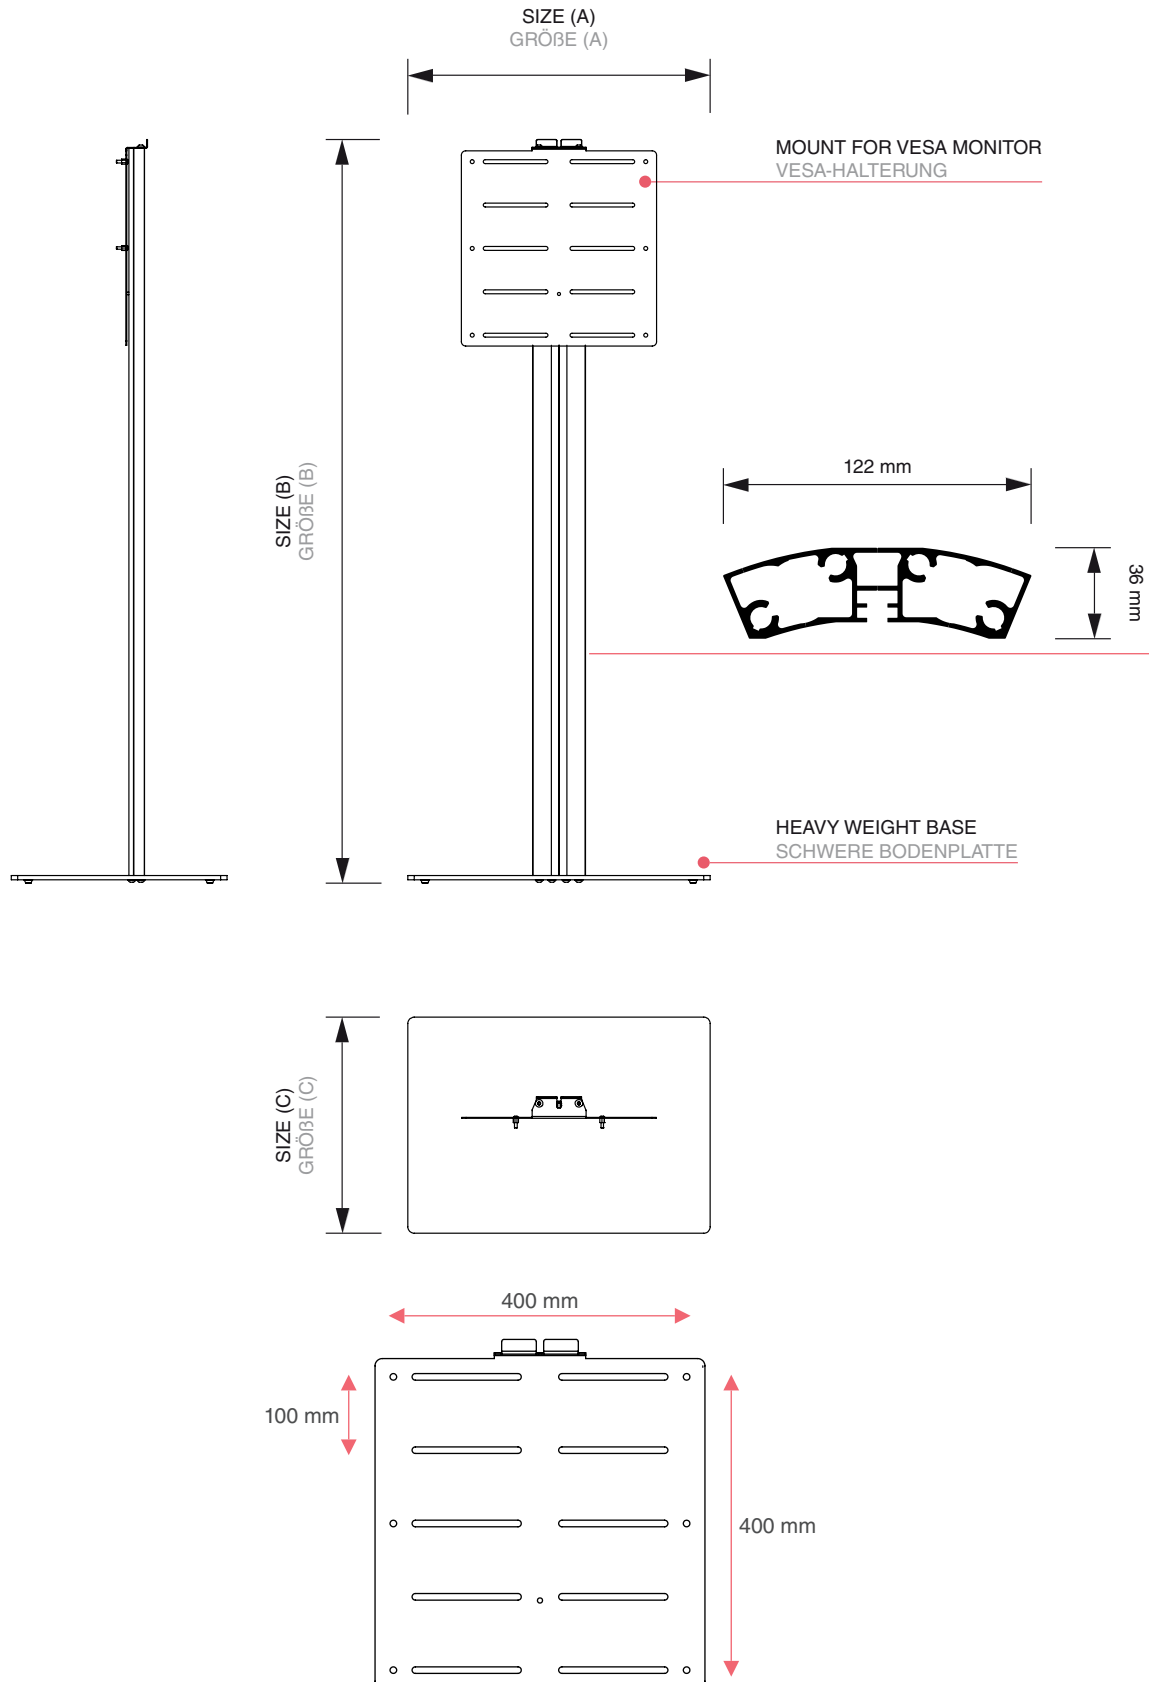 SIZE (A)
GRÖßE (A)
MOUNT FOR VESA MONITOR
VESA-HALTERUNG
SIZE (B)
GRÖßE (B)
122 mm
36 mm
HEAVY WEIGHT BASE
SCHWERE BODENPLATTE
SIZE (C)
GRÖßE (C)
400 mm
100 mm
400 mm